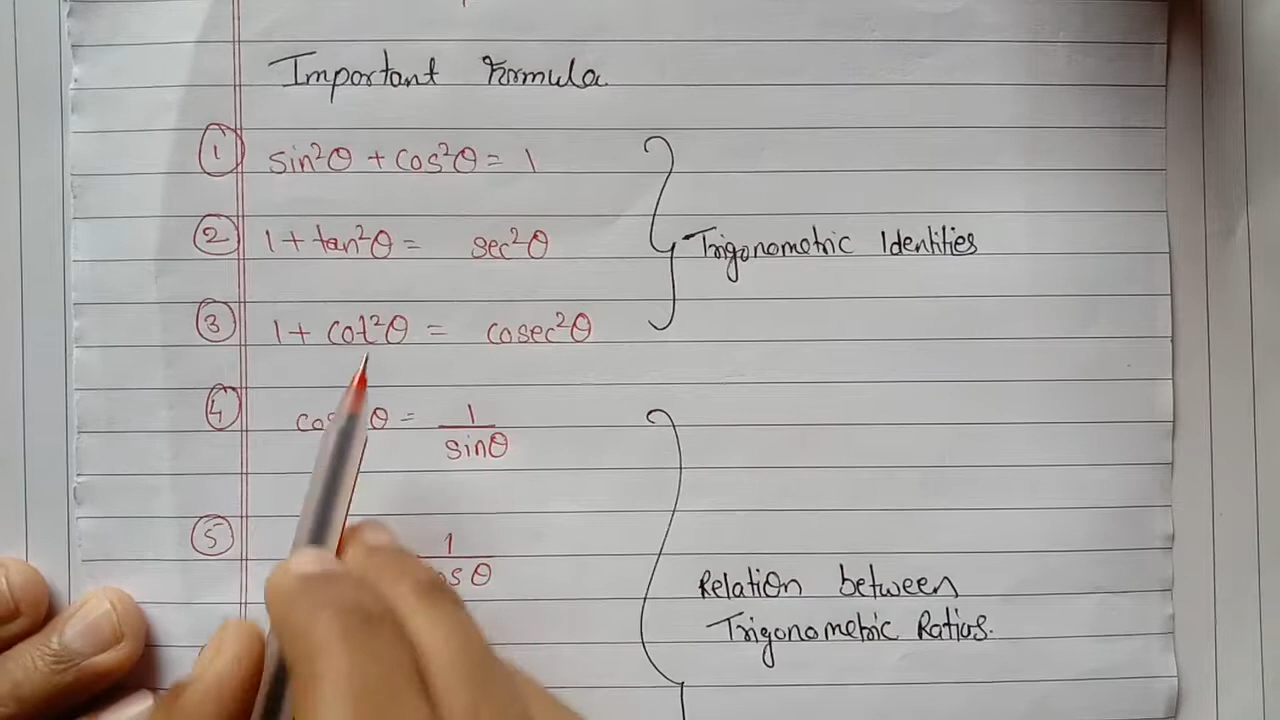 Important Formula
① sin²θ + cos²θ = 1
② 1 + tan²θ = sec²θ
Trigonometric Identities
③ 1 + cot²θ = cosec²θ
④ θ = 1/sinθ
⑤ 1/ θ
Relation between
Trigonometric Ratios.